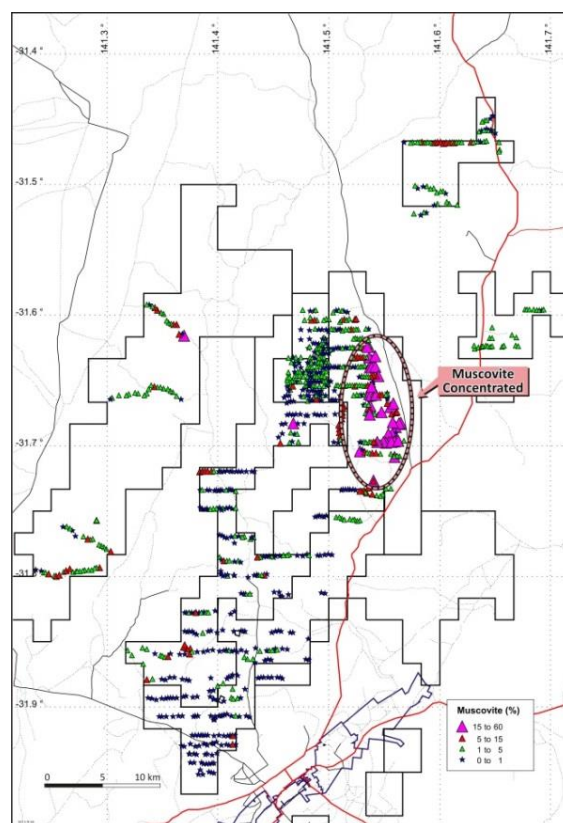 141.3 °
141.4 °
141.5 °
141.6 °
141.7 °
-31.4 °
-31.5 °
-31.6 °
-31.7 °
-31.9 °
Muscovite
Concentrated
Muscovite (%)
15 to 60
5 to 15
1 to 5
0 to 1
0 5 10 km